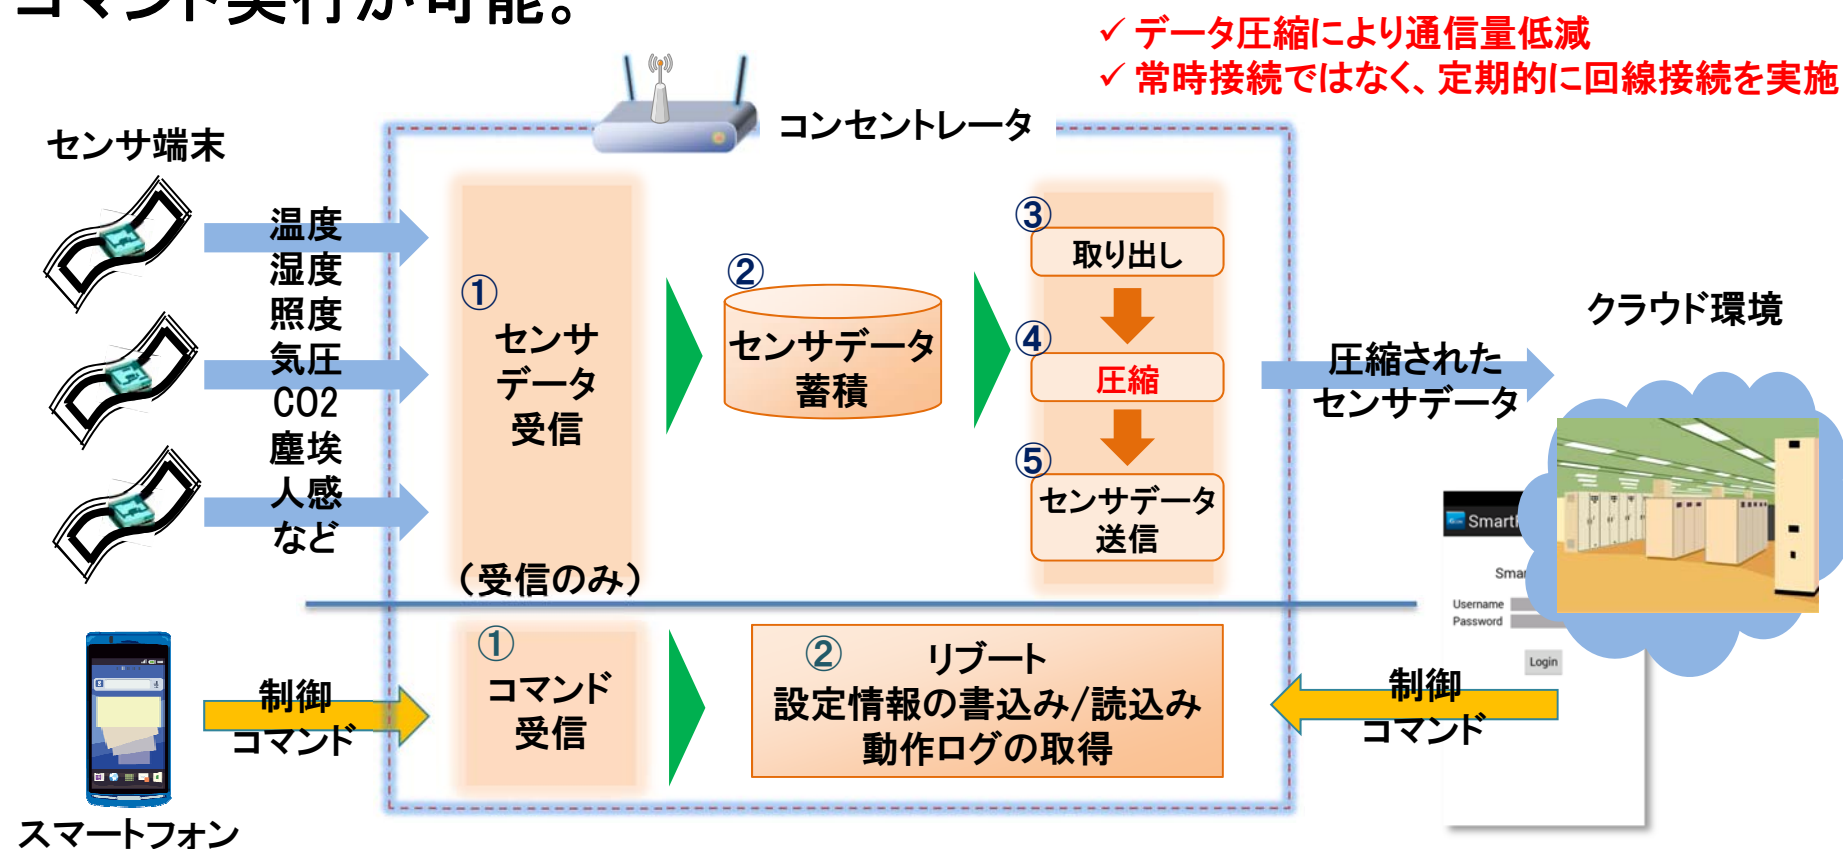 コマンド実行が可能。
✓ データ圧縮により通信量低減
✓ 常時接続ではなく、定期的に回線接続を実施
コンセントレータ
センサ端末
温度
湿度
照度
気圧
CO2
塵埃
人感
など
①
センサ
データ
受信
(受信のみ)
②
センサデータ
蓄積
③
取り出し
④
圧縮
⑤
センサデータ
送信
圧縮された
センサデータ
クラウド環境
スマートフォン
制御
コマンド
①
コマンド
受信
②
リブート
設定情報の書込み/読込み
動作ログの取得
制御
コマンド
Username
Password
Login